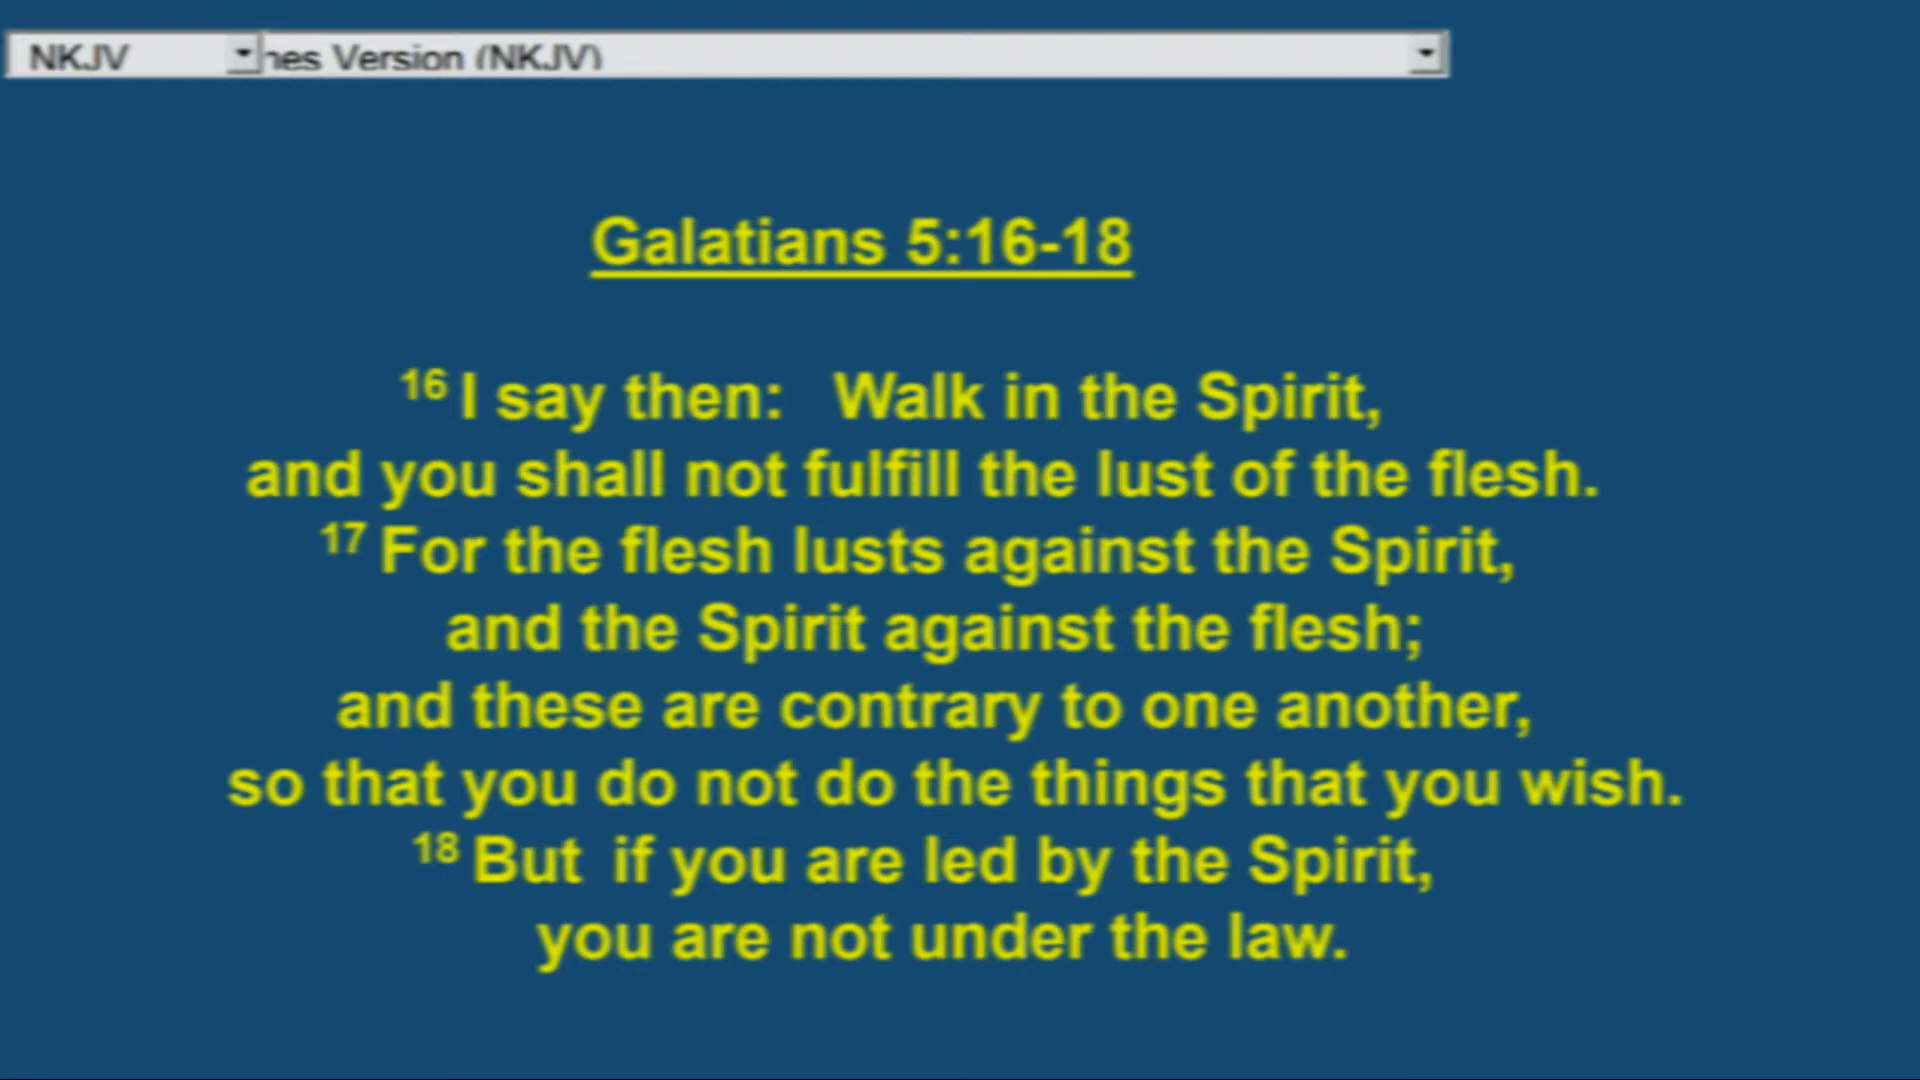 NKJV nes Version (NKJV)
Galatians 5:16-18
16 I say then: Walk in the Spirit,
and you shall not fulfill the lust of the flesh.
17 For the flesh lusts against the Spirit,
and the Spirit against the flesh;
and these are contrary to one another,
so that you do not do the things that you wish.
18 But if you are led by the Spirit,
you are not under the law.